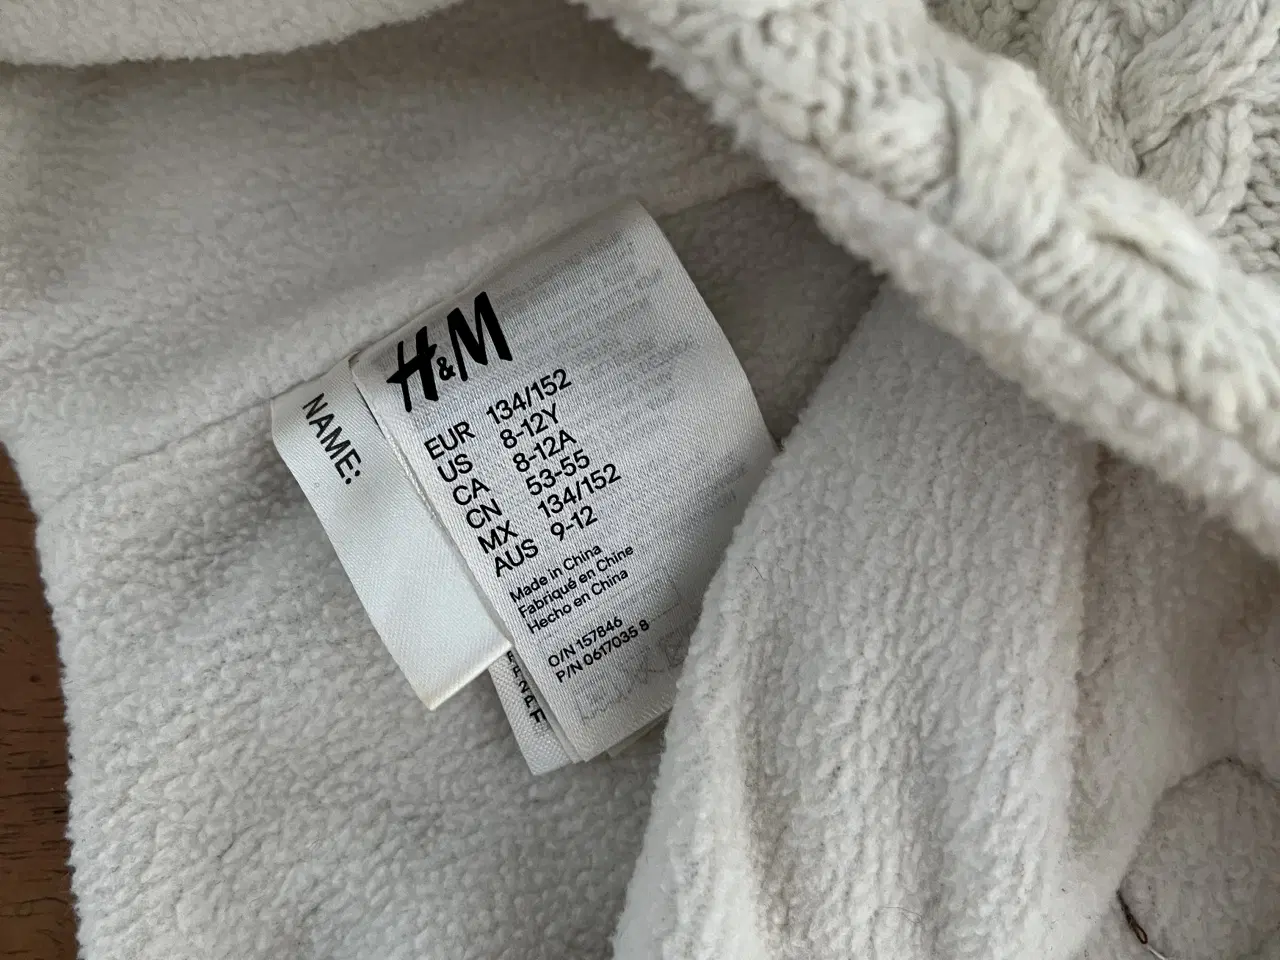 NAME:
H&M
EUR 134/152
US 8-12Y
CA 8-12A
CN 53-55
MX 134/152
AUS 9-12
Made in China
Fabriqué en Chine
Hecho en China
O/N 157846
P/N 0617035 8